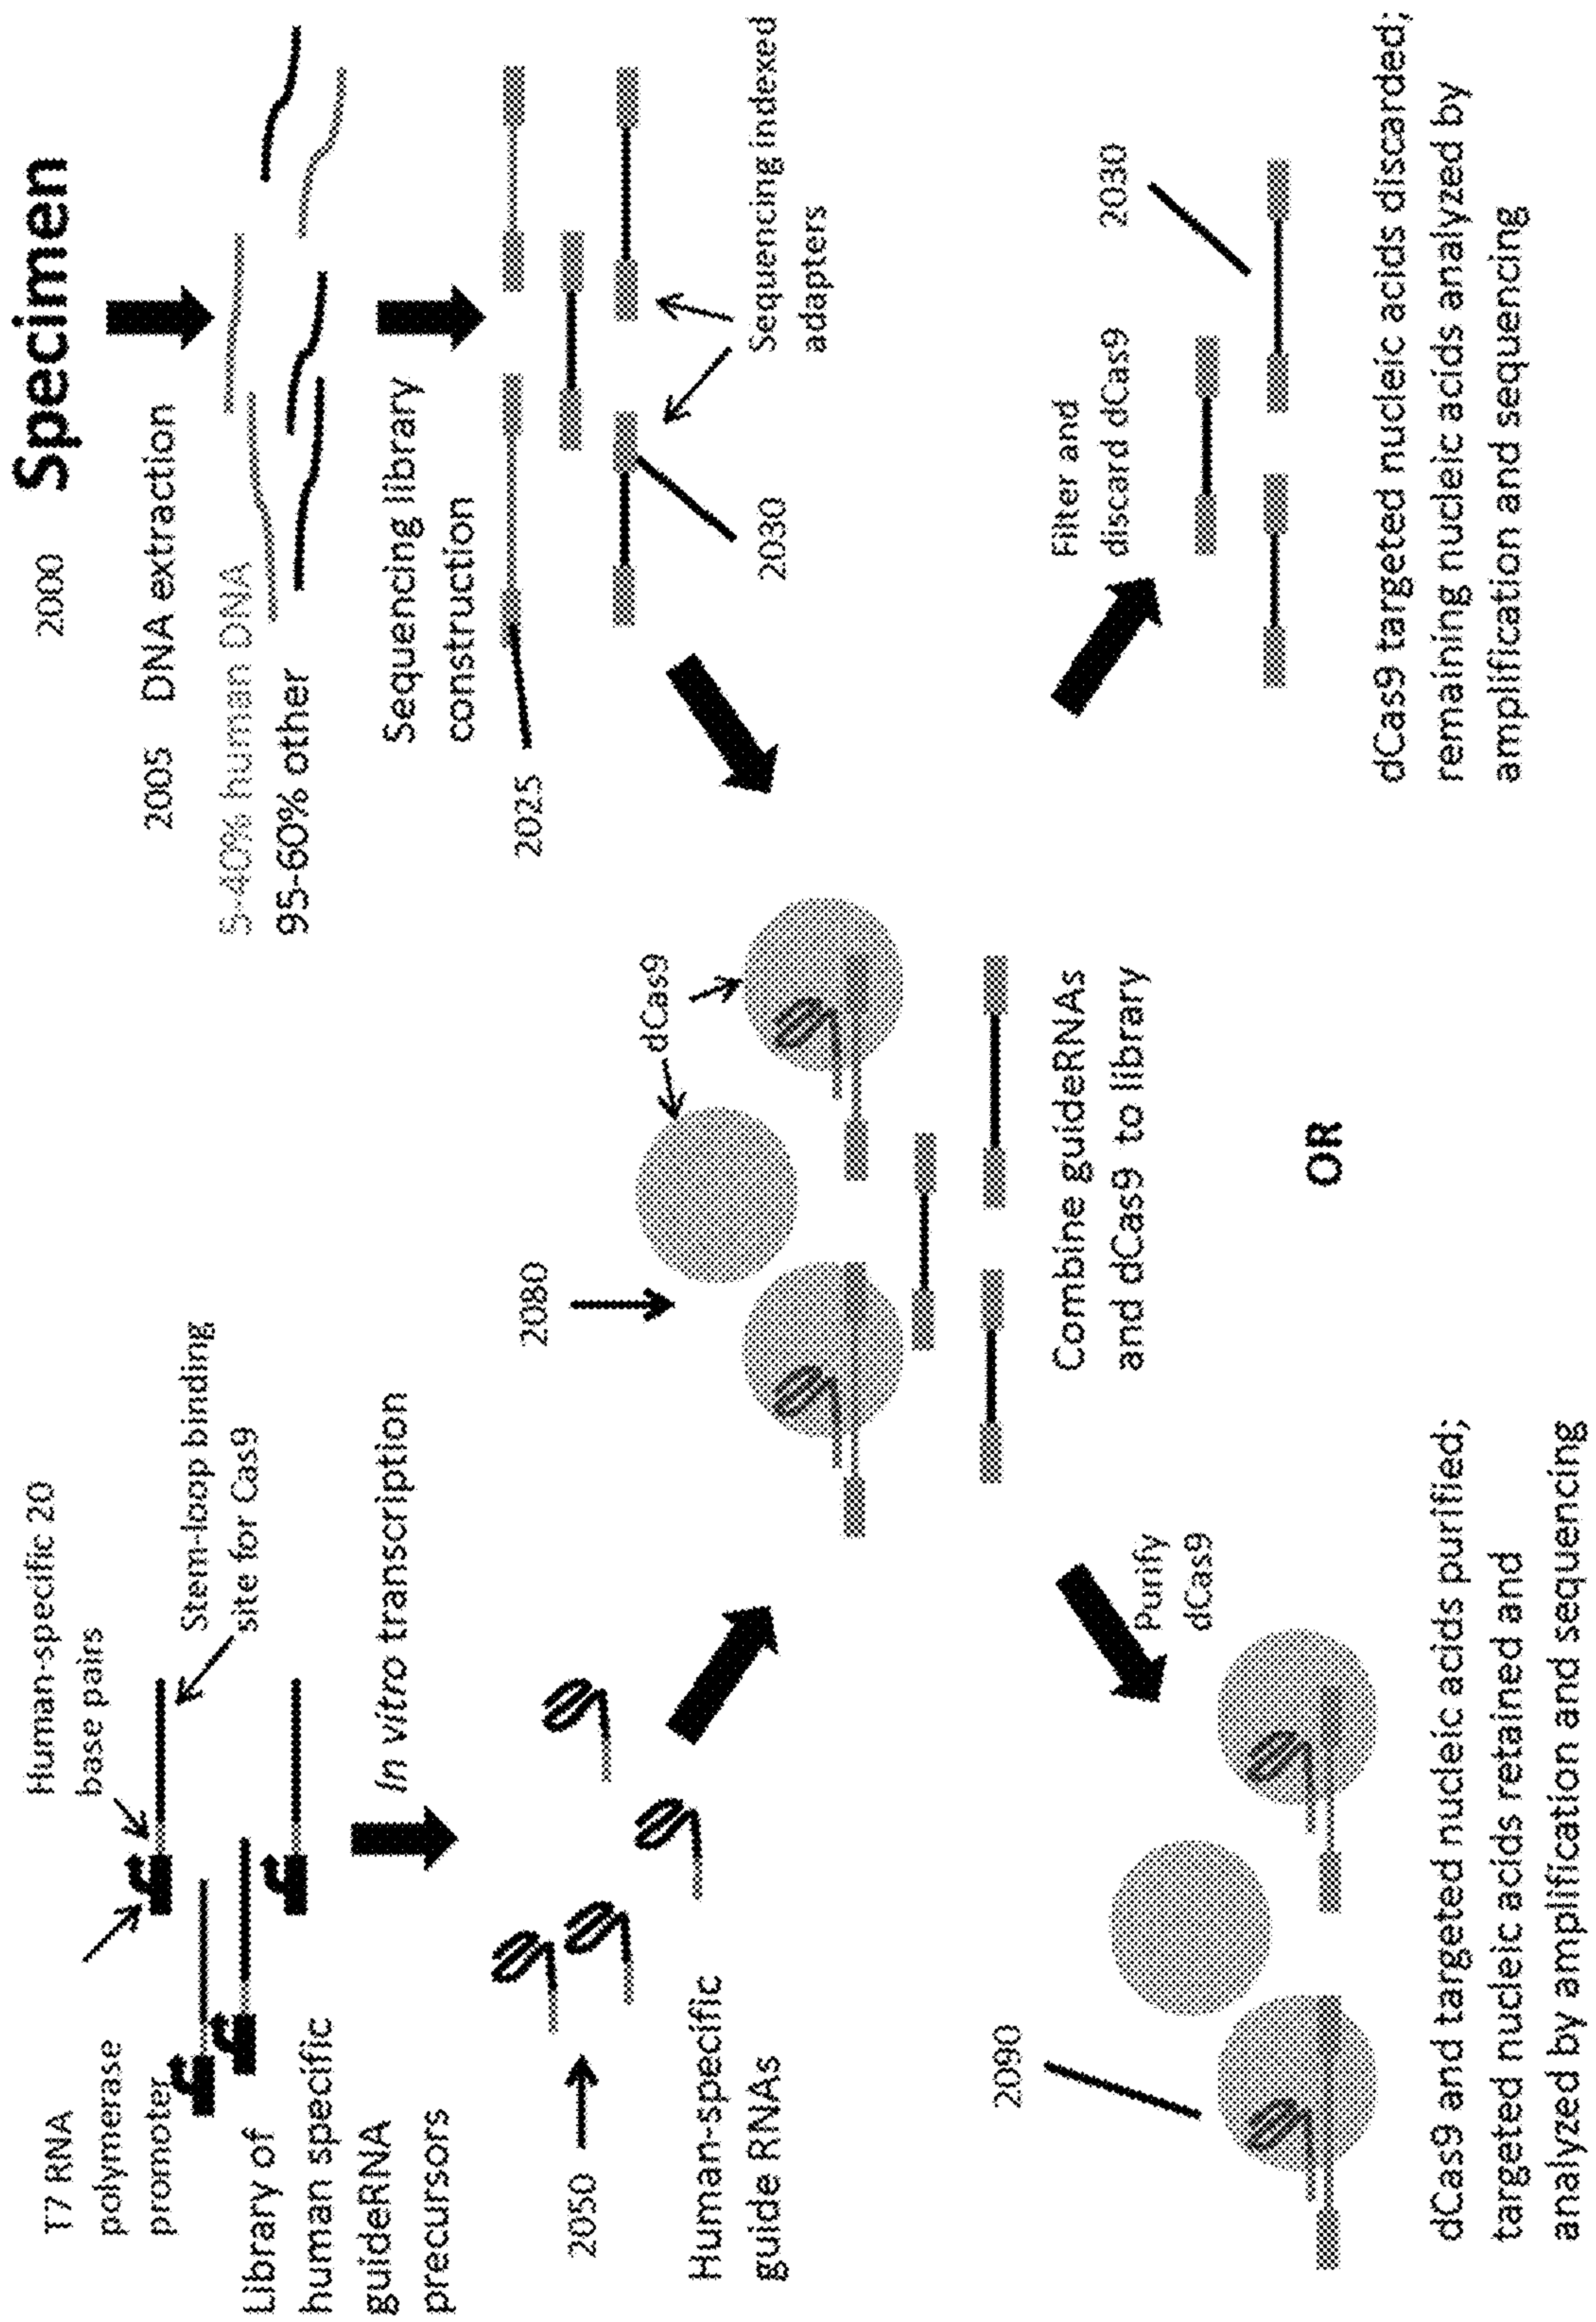 T7 RNA
polymerase
promoter
Human-specific 20
base pairs
Stem-loop binding
site for Cas9
Library of
human specific
guideRNA
precursors
In vitro transcription
2050
Human-specific
guide RNAs
2000
Specimen
2005
DNA extraction
5-40% human DNA
95-60% other
Sequencing library
construction
2025
2030
Sequencing indexed
adapters
2080
dCas9
Combine guideRNAs
and dCas9 to library
Purify
dCas9
2090
dCas9 and targeted nucleic acids purified;
targeted nucleic acids retained and
analyzed by amplification and sequencing
OR
Filter and
discard dCas9
2030
dCas9 targeted nucleic acids discarded;
remaining nucleic acids analyzed by
amplification and sequencing